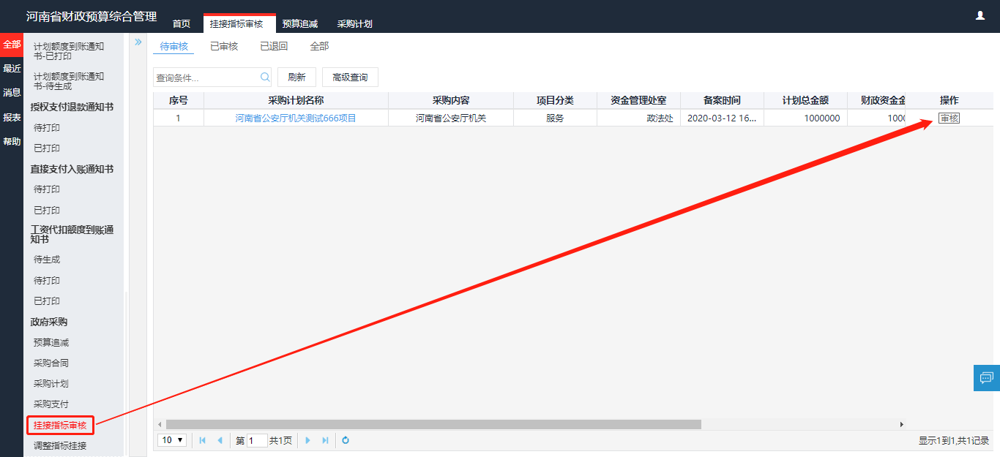 河南省财政预算综合管理
首页
挂接指标审核
预算追减
采购计划
全部
最近
消息
报表
帮助
计划额度到账通知
书-已打印
计划额度到账通知
书-待生成
授权支付退款通知书
待打印
已打印
直接支付入账通知书
待打印
已打印
工资代扣额度到账通
知书
待生成
待打印
已打印
政府采购
预算追减
采购合同
采购计划
采购支付
挂接指标审核
调整指标挂接
待审核
已审核
已退回
全部
查询条件...
刷新
高级查询
序号 采购计划名称 采购内容 项目分类 资金管理处室 备案时间 计划总金额 财政资金金 操作
1 河南省公安厅机关测试666项目 河南省公安厅机关 服务 政法处 2020-03-12 16... 1000000 1000 审核
10 第 1 共1页
显示1到1,共1记录